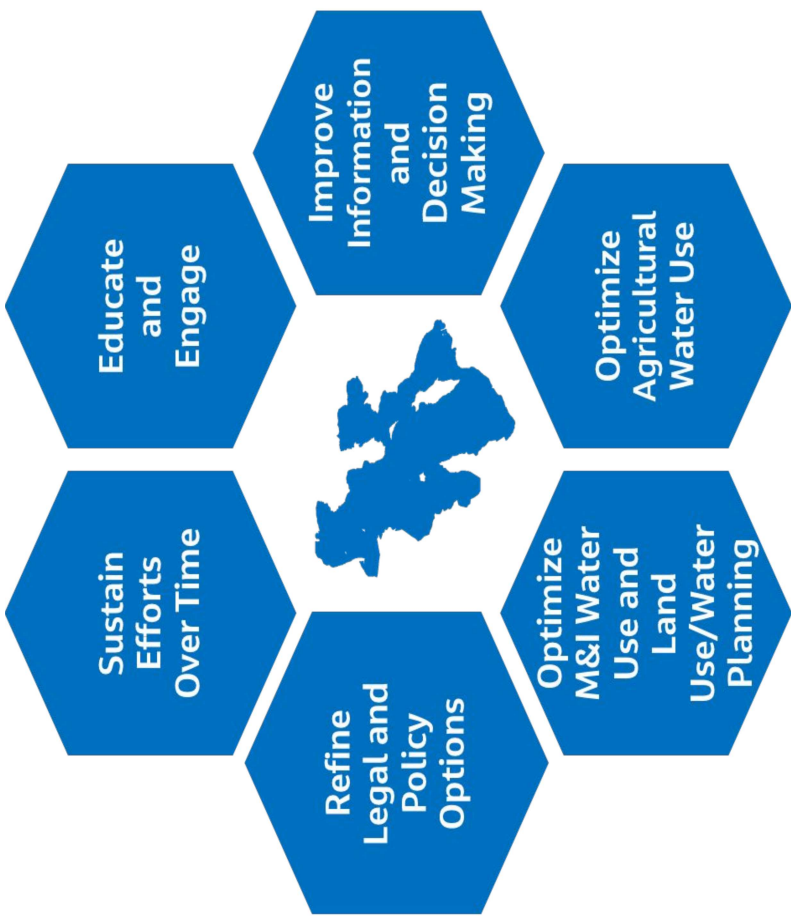 Sustain
Efforts
Over Time
Educate
and
Engage
Refine
Legal and
Policy
Options
Improve
Information
and
Decision
Making
Optimize
M&I Water
Use and
Land
Use/Water
Planning
Optimize
Agricultural
Water Use